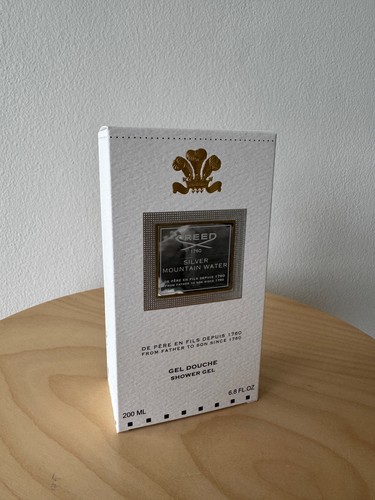 CREED
1760
SILVER
MOUNTAIN WATER
DE PÈRE EN FILS DEPUIS 1760
FROM FATHER TO SON SINCE 1760
DE PÈRE EN FILS DEPUIS 1760
FROM FATHER TO SON SINCE 1760
GEL DOUCHE
SHOWER GEL
200 ML 6.8 FL.OZ